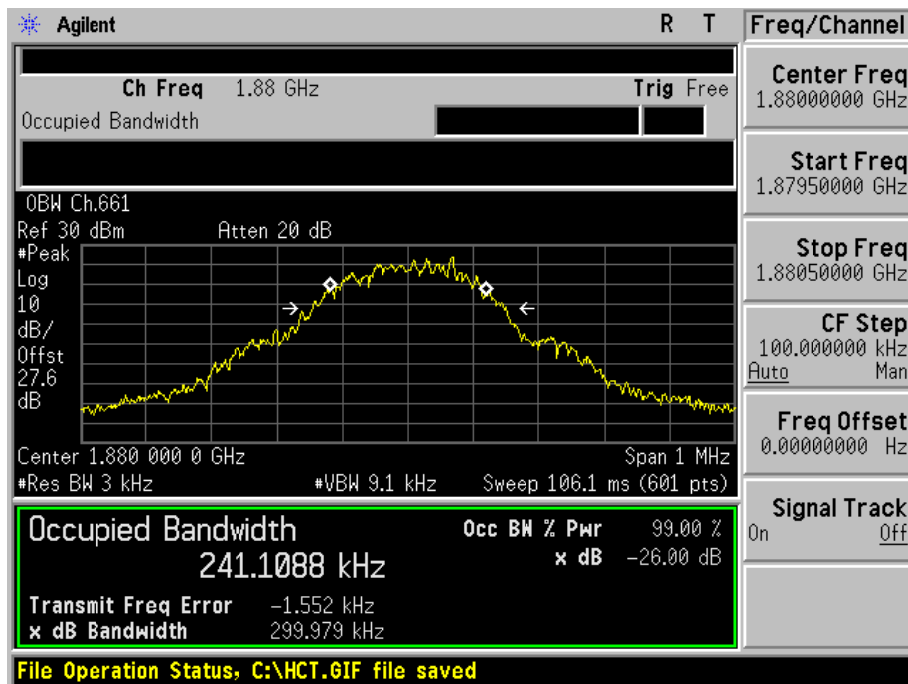 Agilent R T Freq/Channel
Ch Freq 1.88 GHz Trig Free
Occupied Bandwidth
Center Freq
1.88000000 GHz
Start Freq
1.87950000 GHz
Stop Freq
1.88050000 GHz
CF Step
100.000000 kHz
Auto Man
Freq Offset
0.00000000 Hz
Signal Track
On Off
OBW Ch.661
Ref 30 dBm Atten 20 dB
#Peak
Log
10
dB/
Offst
27.6
dB
Center 1.880 000 0 GHz Span 1 MHz
#Res BW 3 kHz #VBW 9.1 kHz Sweep 106.1 ms (601 pts)
Occupied Bandwidth Occ BW % Pwr 99.00 %
241.1088 kHz x dB -26.00 dB
Transmit Freq Error -1.552 kHz
x dB Bandwidth 299.979 kHz
File Operation Status, C:\HCT.GIF file saved